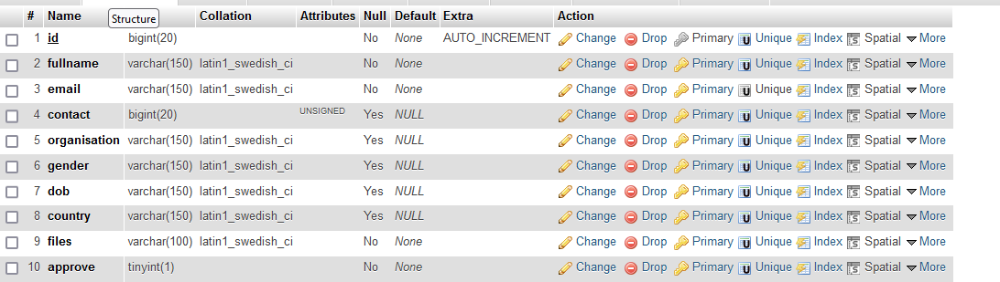 # Name Collation Attributes Null Default Extra Action
Structure
1 id bigint(20) No None AUTO_INCREMENT Change Drop Primary Unique Index Spatial More
2 fullname varchar(150) latin1_swedish_ci No None Change Drop Primary Unique Index Spatial More
3 email varchar(150) latin1_swedish_ci No None Change Drop Primary Unique Index Spatial More
4 contact bigint(20) UNSIGNED Yes NULL Change Drop Primary Unique Index Spatial More
5 organisation varchar(150) latin1_swedish_ci Yes NULL Change Drop Primary Unique Index Spatial More
6 gender varchar(150) latin1_swedish_ci Yes NULL Change Drop Primary Unique Index Spatial More
7 dob varchar(150) latin1_swedish_ci Yes NULL Change Drop Primary Unique Index Spatial More
8 country varchar(150) latin1_swedish_ci Yes NULL Change Drop Primary Unique Index Spatial More
9 files varchar(100) latin1_swedish_ci No None Change Drop Primary Unique Index Spatial More
10 approve tinyint(1) No None Change Drop Primary Unique Index Spatial More